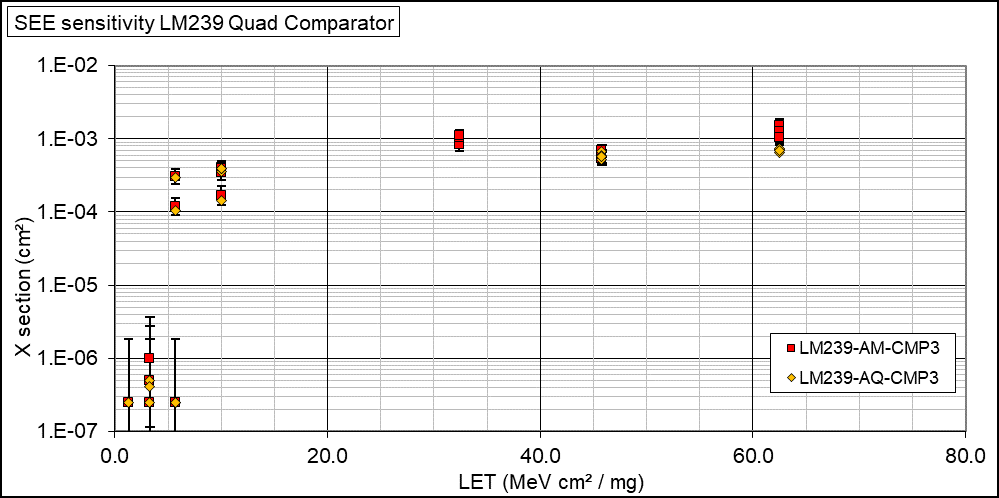 SEE sensitivity LM239 Quad Comparator
1.E-02
1.E-03
1.E-04
1.E-05
1.E-06
1.E-07
X section (cm²)
LM239-AM-CMP3
LM239-AQ-CMP3
0.0 20.0 40.0 60.0 80.0
LET (MeV cm² / mg)